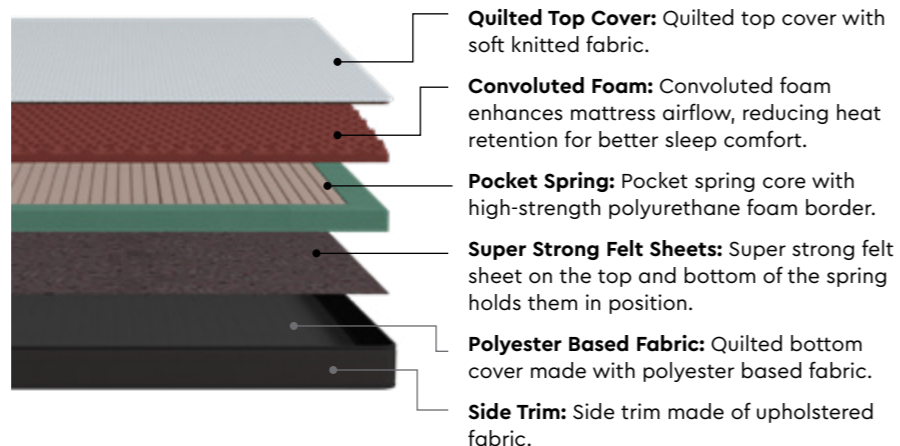 Quilted Top Cover: Quilted top cover with
soft knitted fabric.
Convoluted Foam: Convoluted foam
enhances mattress airflow, reducing heat
retention for better sleep comfort.
Pocket Spring: Pocket spring core with
high-strength polyurethane foam border.
Super Strong Felt Sheets: Super strong felt
sheet on the top and bottom of the spring
holds them in position.
Polyester Based Fabric: Quilted bottom
cover made with polyester based fabric.
Side Trim: Side trim made of upholstered
fabric.